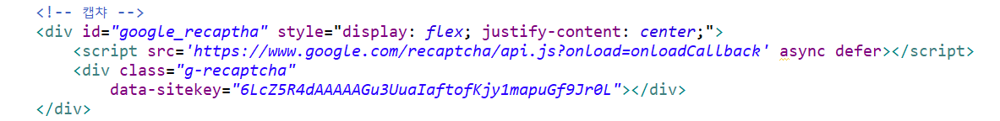 <!-- 캡챠 -->
<div id="google_recaptha" style="display: flex; justify-content: center;">
<script src='https://www.google.com/recaptcha/api.js?onload=onloadCallback' async defer></script>
<div class="g-recaptcha"
data-sitekey="6LcZ5R4dAAAAAGu3UuaIaftofKjy1mapuGf9Jr0L"></div>
</div>